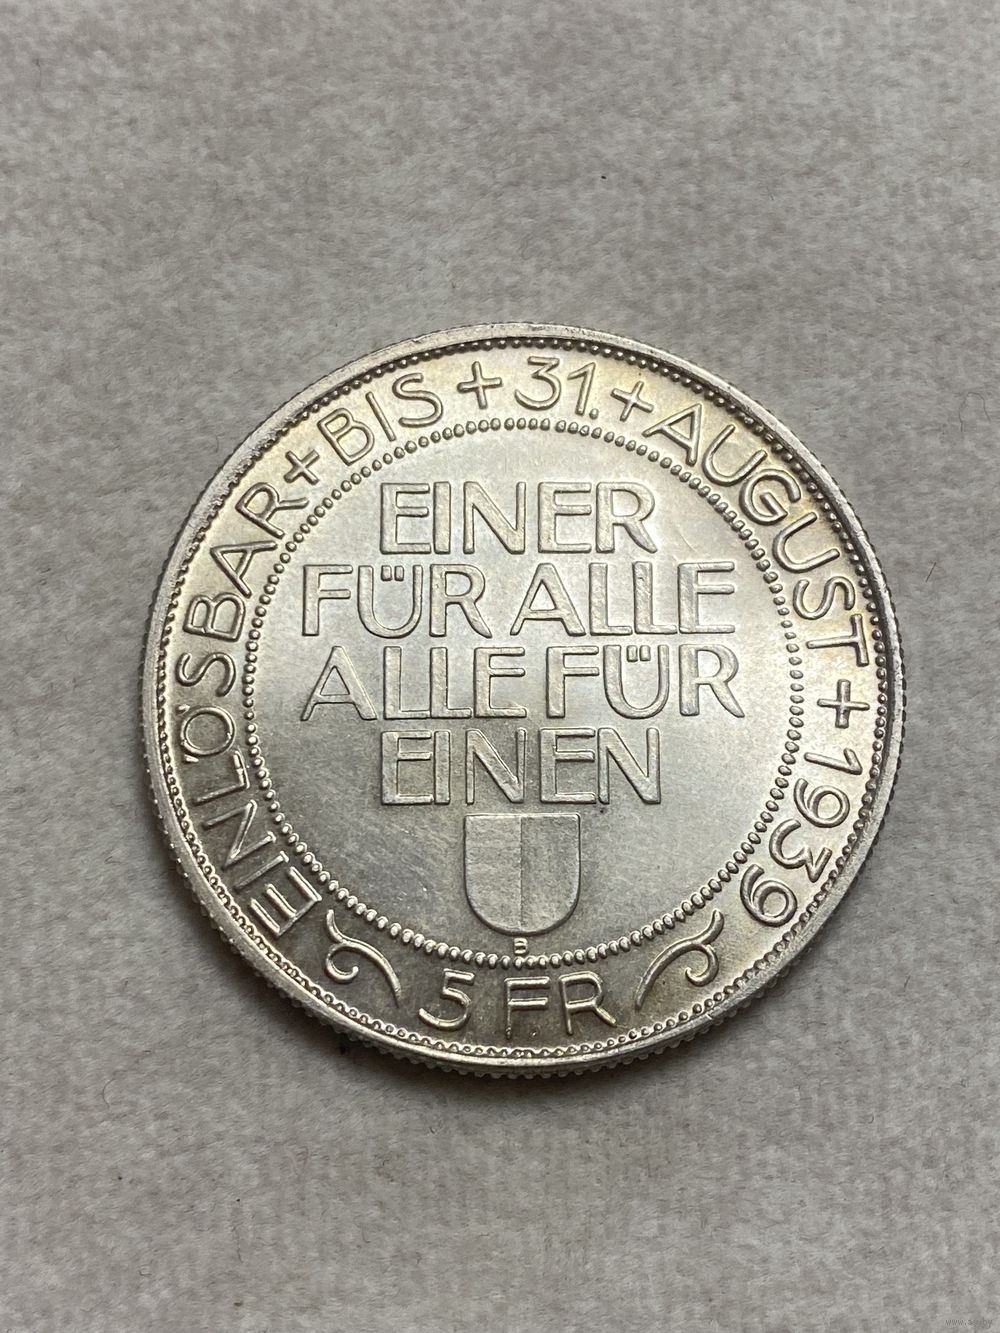 EINLÖSBAR + BIS + 31. + AUGUST + 1939
EINER
FÜR ALLE
ALLE FÜR
EINEN
B
5 FR